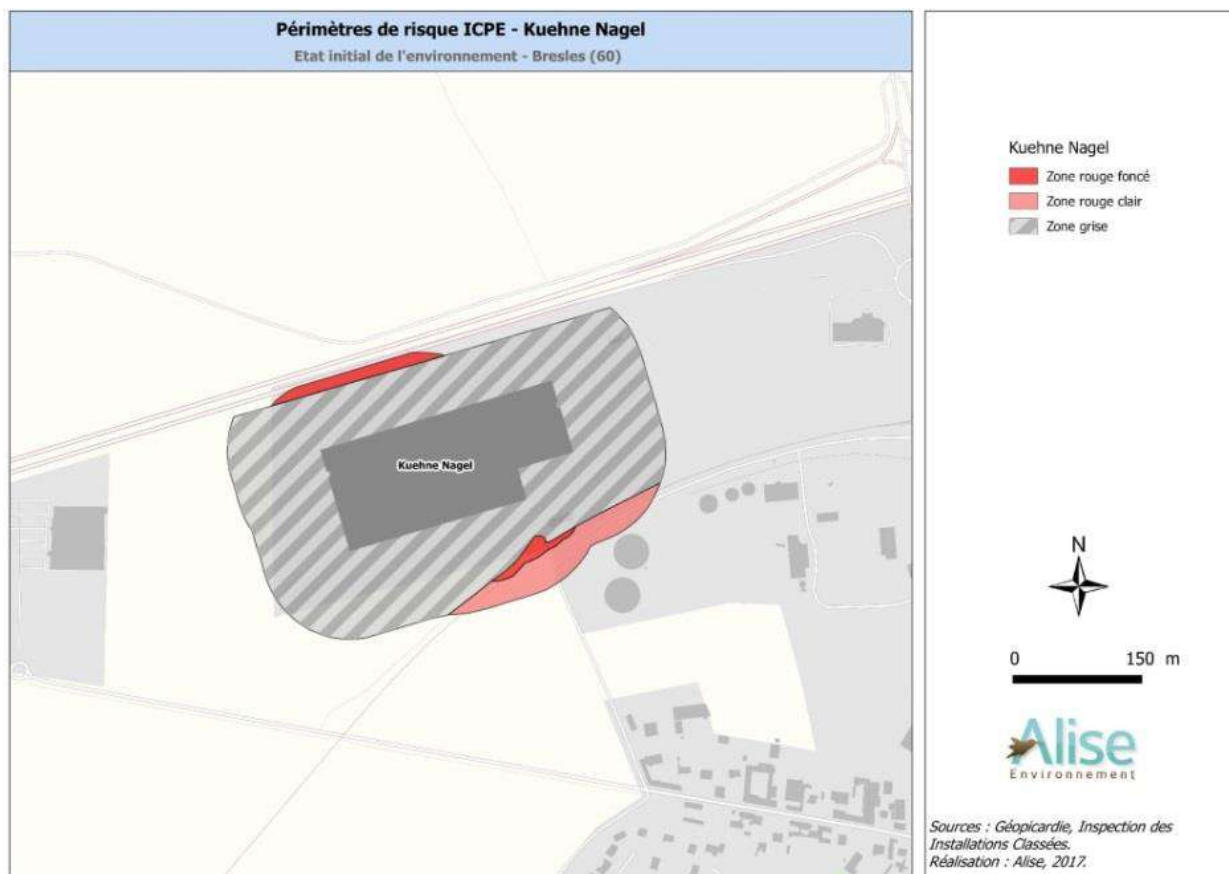 Périmètres de risque ICPE - Kuehne Nagel
Etat initial de l'environnement - Bresles (60)
Kuehne Nagel
Kuehne Nagel
Zone rouge foncé
Zone rouge clair
Zone grise
N
0 150 m
Alise
Environnement
Sources : Géopicardie, Inspection des
Installations Classées.
Réalisation : Alise, 2017.